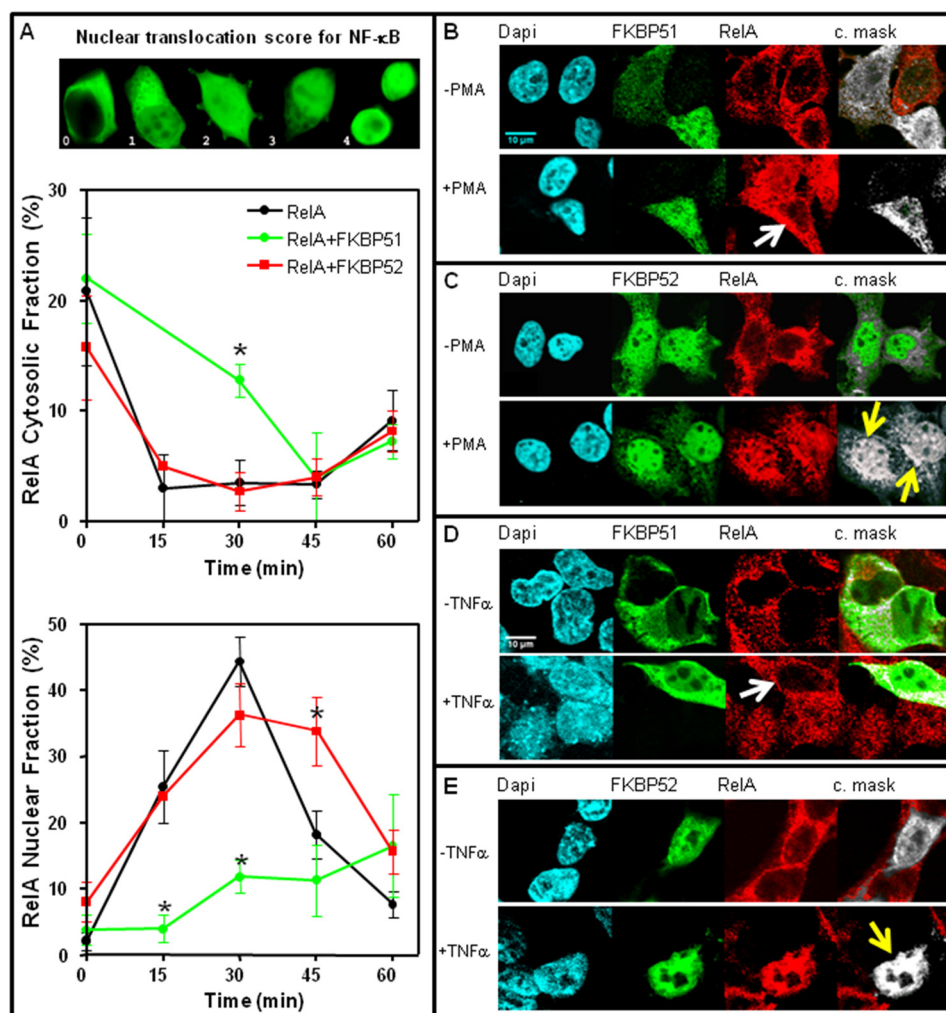 A
Nuclear translocation score for NF-κB
0 1 2 3 4
RelA Cytosolic Fraction (%)
30
20
10
0
RelA
RelA+FKBP51
RelA+FKBP52
*
0 15 30 45 60
Time (min)
RelA Nuclear Fraction (%)
50
40
30
20
10
0
*
*
*
0 15 30 45 60
Time (min)
B
Dapi FKBP51 RelA c. mask
-PMA
10 µm
+PMA
C
Dapi FKBP52 RelA c. mask
-PMA
+PMA
D
Dapi FKBP51 RelA c. mask
-TNFα
10 µm
+TNFα
E
Dapi FKBP52 RelA c. mask
-TNFα
+TNFα